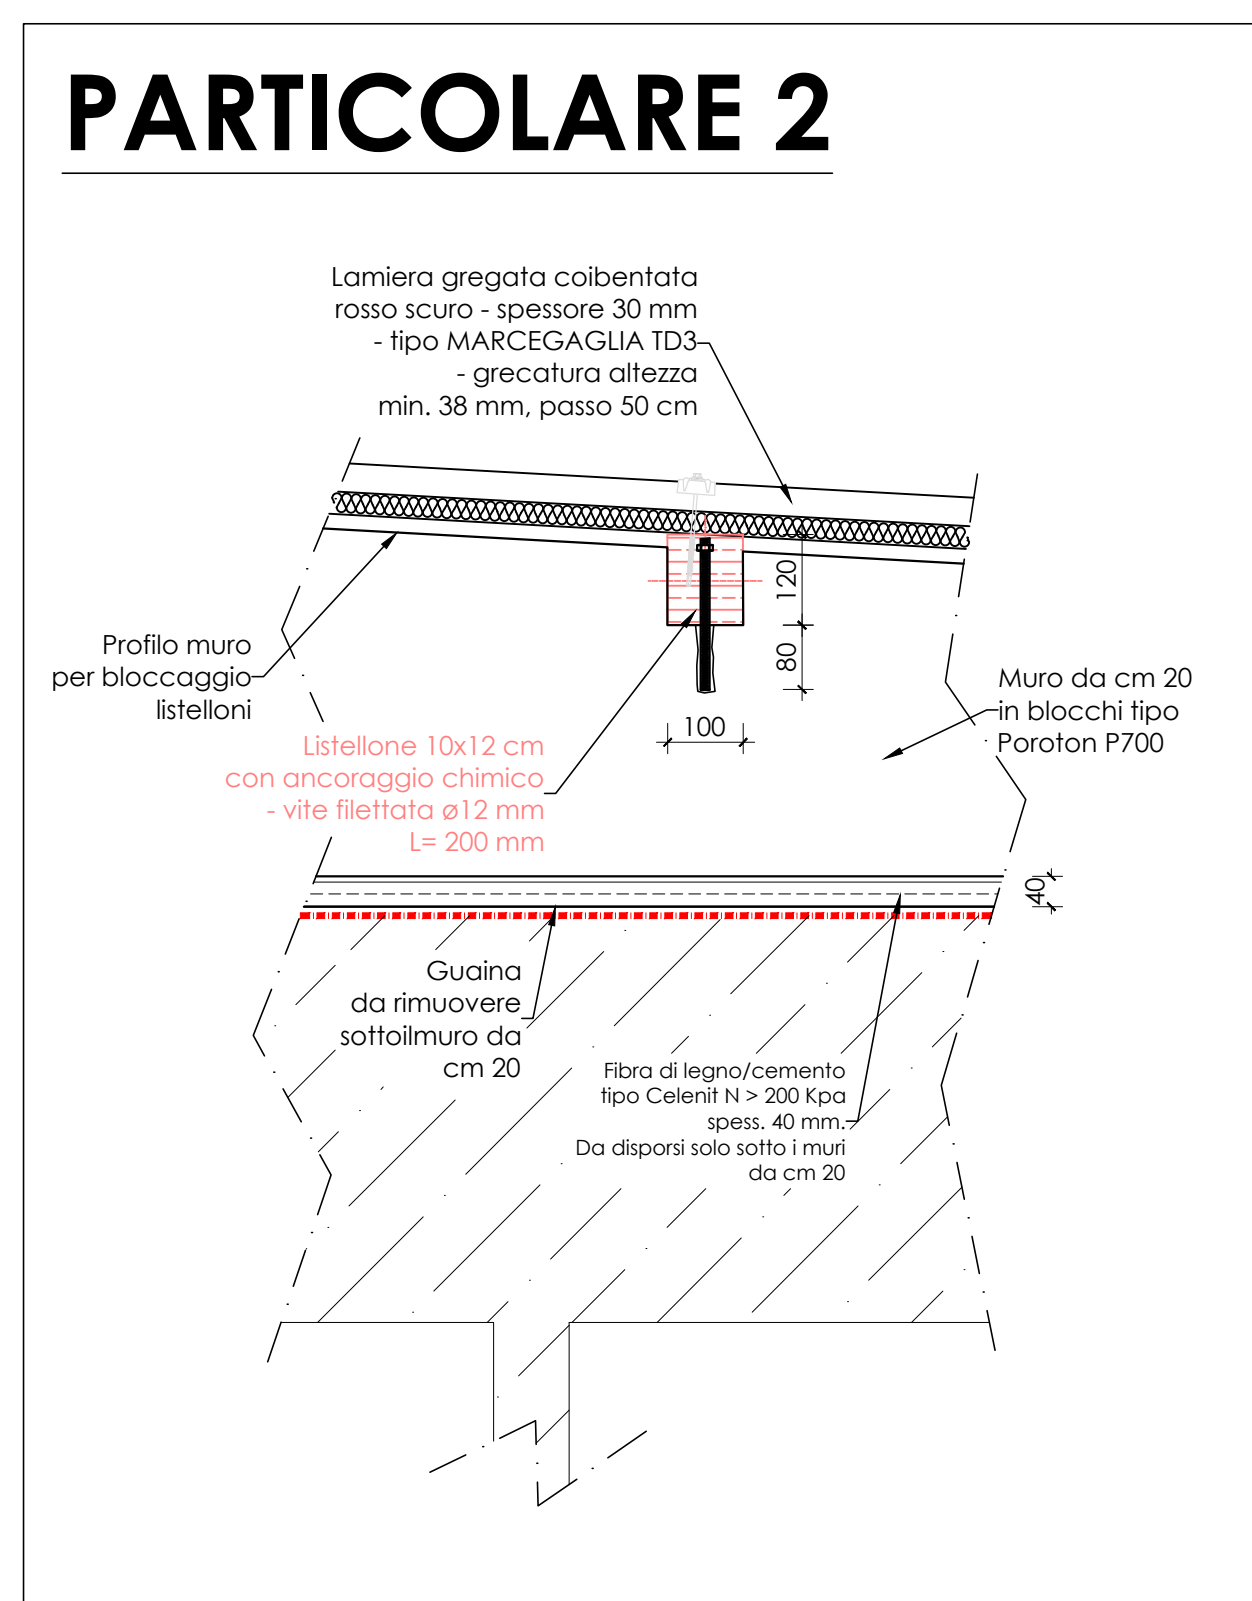 PARTICOLARE 2
Lamiera gregata coibentata
rosso scuro - spessore 30 mm
- tipo MARCEGAGLIA TD3
- grecatura altezza
min. 38 mm, passo 50 cm
120
80
100
Profilo muro
per bloccaggio
listelloni
Muro da cm 20
in blocchi tipo
Poroton P700
Listellone 10x12 cm
con ancoraggio chimico
- vite filettata ø12 mm
L= 200 mm
40
Guaina
da rimuovere
sottoilmuro da
cm 20
Fibra di legno/cemento
tipo Celenit N > 200 Kpa
spess. 40 mm.
Da disporsi solo sotto i muri
da cm 20